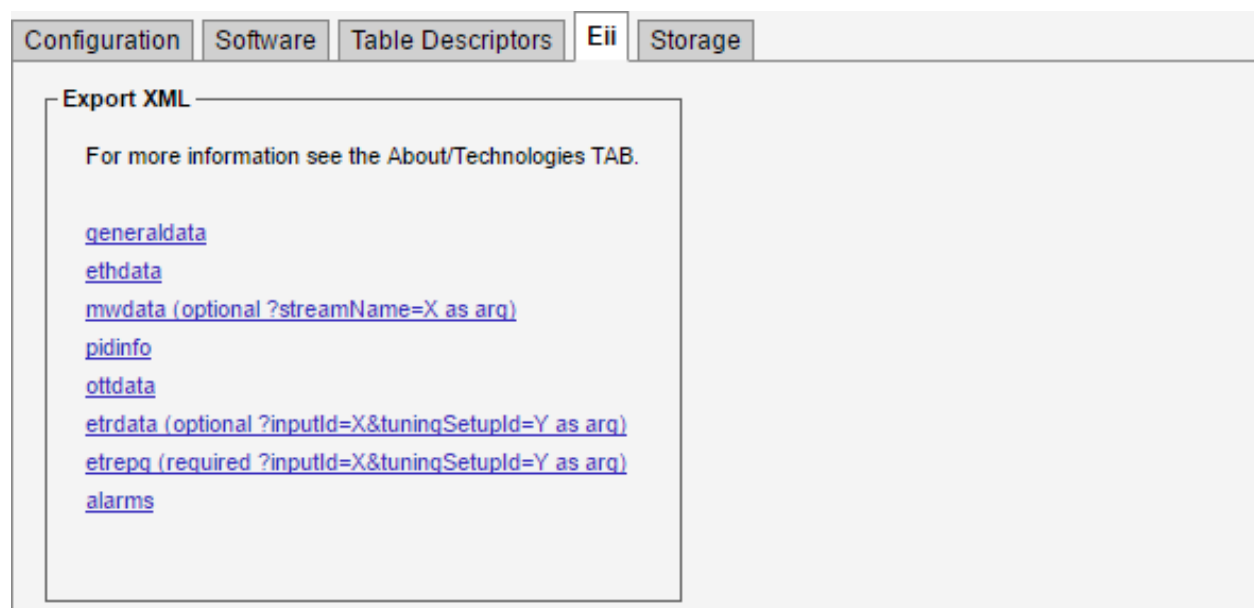 Configuration Software Table Descriptors Eii Storage
Export XML
For more information see the About/Technologies TAB.
generaldata
ethdata
mwdata (optional ?streamName=X as arg)
pidinfo
ottdata
etrdata (optional ?inputId=X&tuningSetupId=Y as arg)
etrepg (required ?inputId=X&tuningSetupId=Y as arg)
alarms